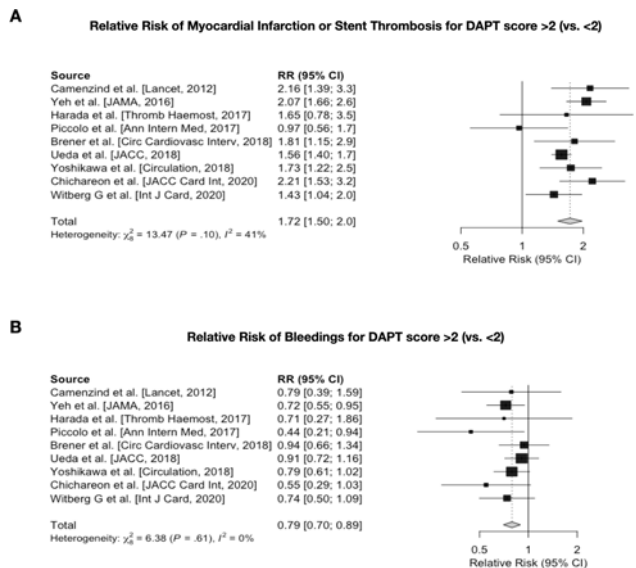 A
Relative Risk of Myocardial Infarction or Stent Thrombosis for DAPT score >2 (vs. <2)
Source RR (95% CI)
Camenzind et al. [Lancet, 2012] 2.16 [1.39; 3.3]
Yeh et al. [JAMA, 2016] 2.07 [1.66; 2.6]
Harada et al. [Thromb Haemost, 2017] 1.65 [0.78; 3.5]
Piccolo et al. [Ann Intern Med, 2017] 0.97 [0.56; 1.7]
Brener et al. [Circ Cardiovasc Interv, 2018] 1.81 [1.15; 2.9]
Ueda et al. [JACC, 2018] 1.56 [1.40; 1.7]
Yoshikawa et al. [Circulation, 2018] 1.73 [1.22; 2.5]
Chichareon et al. [JACC Card Int, 2020] 2.21 [1.53; 3.2]
Witberg G et al. [Int J Card, 2020] 1.43 [1.04; 2.0]
Total 1.72 [1.50; 2.0]
Heterogeneity: χ²₈ = 13.47 (P = .10), I² = 41%
0.5 1 2
Relative Risk (95% CI)
B
Relative Risk of Bleedings for DAPT score >2 (vs. <2)
Source RR (95% CI)
Camenzind et al. [Lancet, 2012] 0.79 [0.39; 1.59]
Yeh et al. [JAMA, 2016] 0.72 [0.55; 0.95]
Harada et al. [Thromb Haemost, 2017] 0.71 [0.27; 1.86]
Piccolo et al. [Ann Intern Med, 2017] 0.44 [0.21; 0.94]
Brener et al. [Circ Cardiovasc Interv, 2018] 0.94 [0.66; 1.34]
Ueda et al. [JACC, 2018] 0.91 [0.72; 1.16]
Yoshikawa et al. [Circulation, 2018] 0.79 [0.61; 1.02]
Chichareon et al. [JACC Card Int, 2020] 0.55 [0.29; 1.03]
Witberg G et al. [Int J Card, 2020] 0.74 [0.50; 1.09]
Total 0.79 [0.70; 0.89]
Heterogeneity: χ²₈ = 6.38 (P = .61), I² = 0%
0.5 1 2
Relative Risk (95% CI)